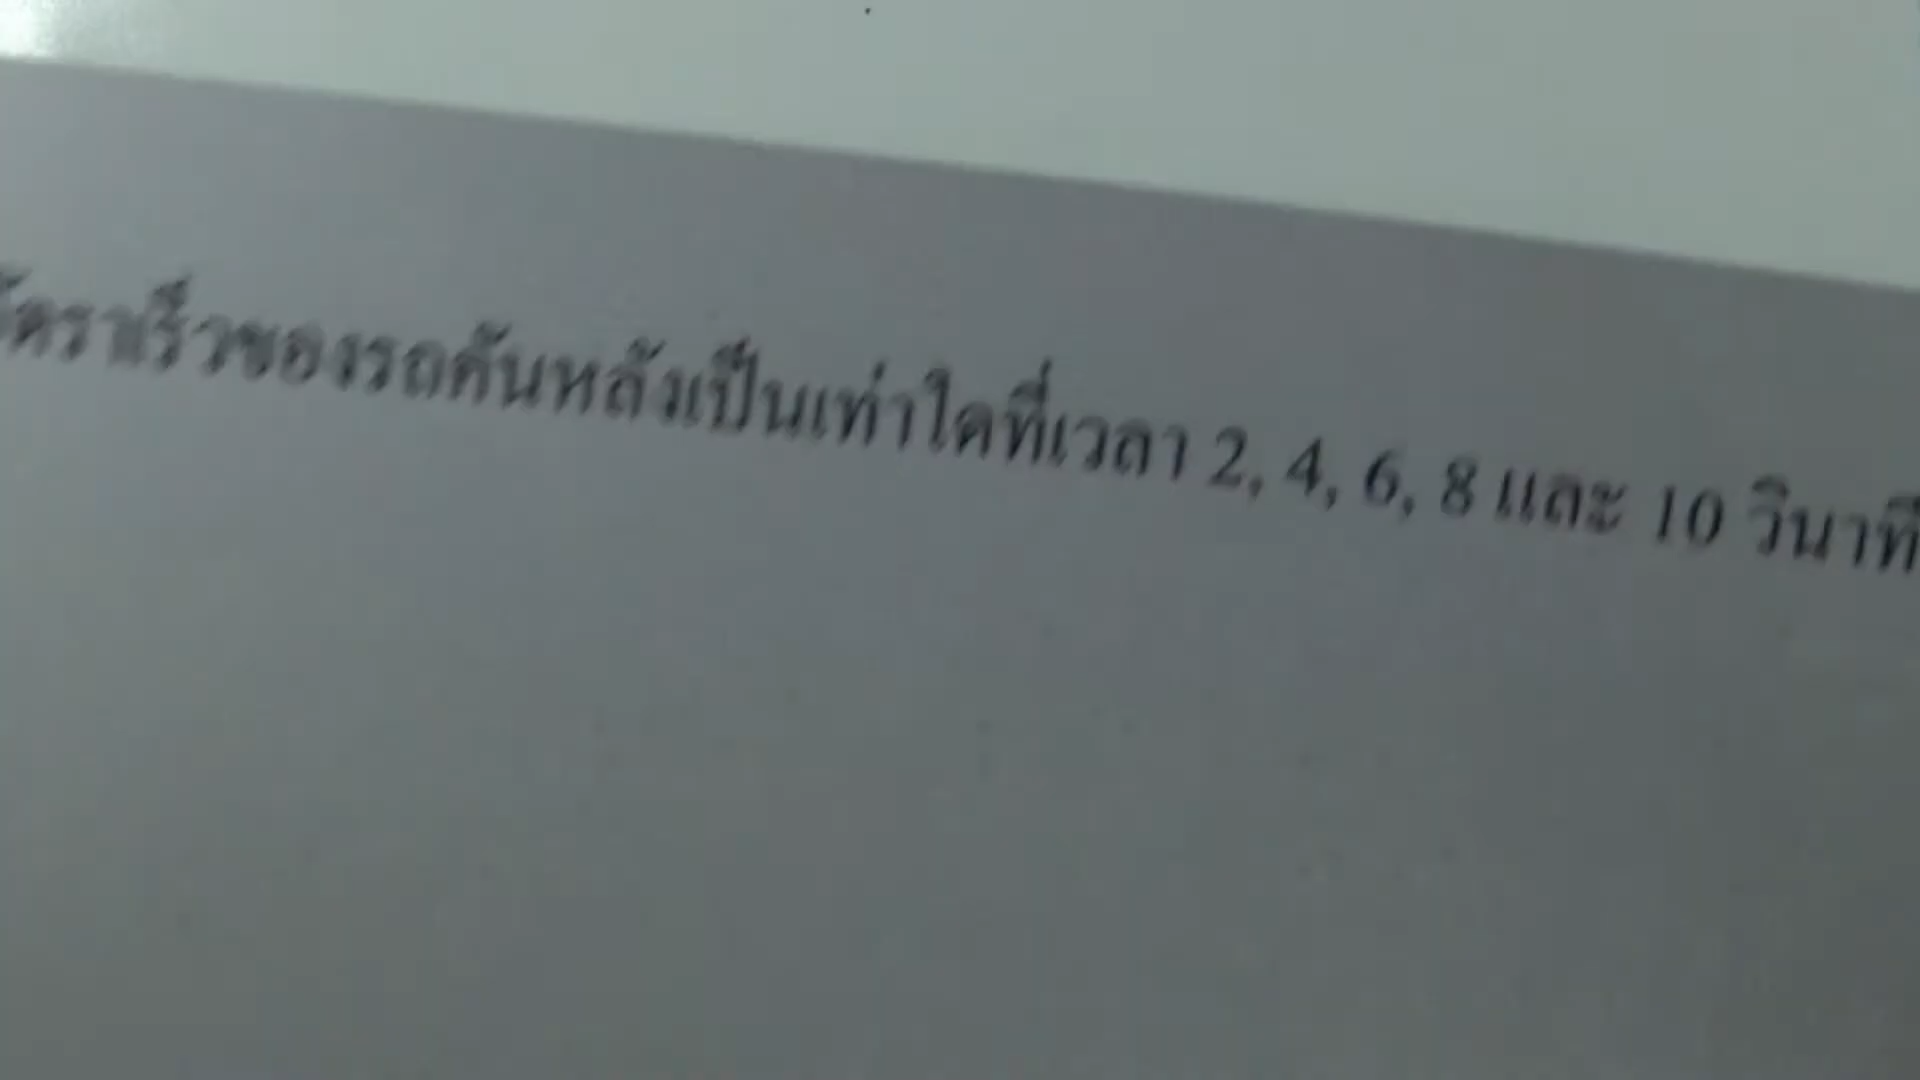 อัตราเร็วของรถคันหลังเป็นเท่าใดที่เวลา 2, 4, 6, 8 และ 10 วินาที